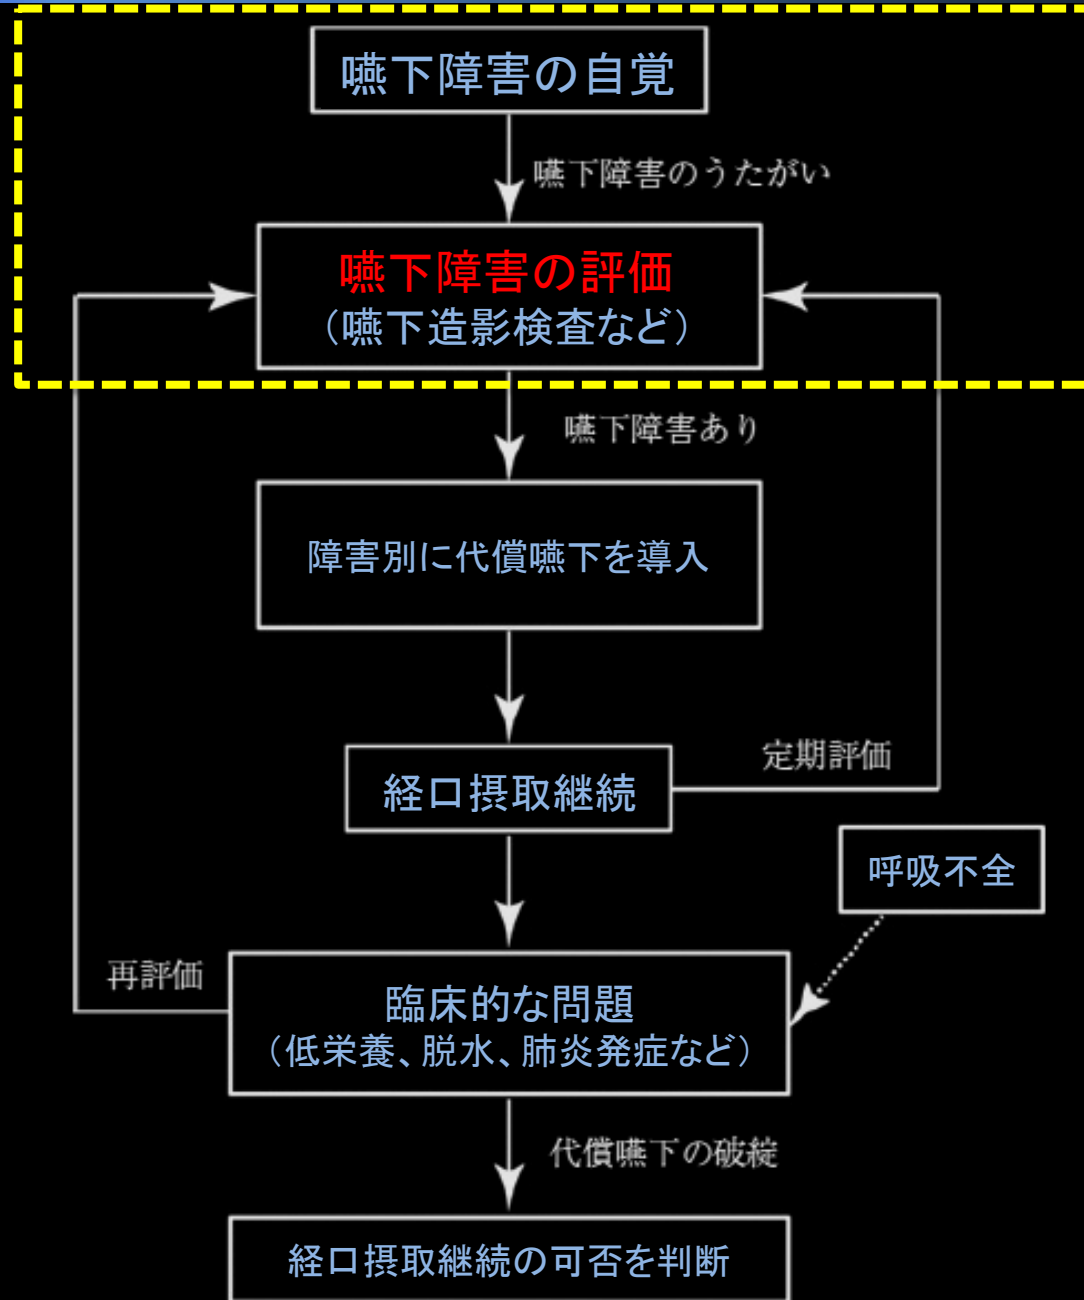 嚥下障害の自覚
嚥下障害のうたがい
嚥下障害の評価
（嚥下造影検査など）
嚥下障害あり
障害別に代償嚥下を導入
経口摂取継続
定期評価
呼吸不全
再評価
臨床的な問題
（低栄養、脱水、肺炎発症など）
代償嚥下の破綻
経口摂取継続の可否を判断